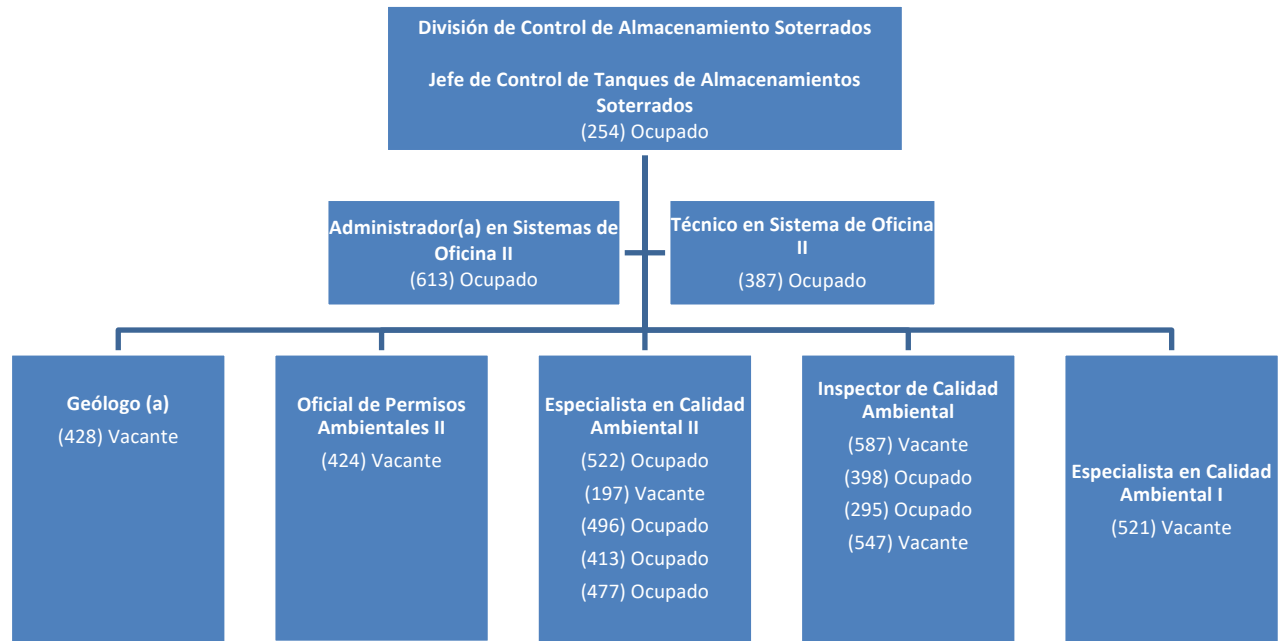 División de Control de Almacenamiento Soterrados
Jefe de Control de Tanques de Almacenamientos
Soterrados
(254) Ocupado
Administrador(a) en Sistemas de
Oficina II
(613) Ocupado
Técnico en Sistema de Oficina
II
(387) Ocupado
Geólogo (a)
(428) Vacante
Oficial de Permisos
Ambientales II
(424) Vacante
Especialista en Calidad
Ambiental II
(522) Ocupado
(197) Vacante
(496) Ocupado
(413) Ocupado
(477) Ocupado
Inspector de Calidad
Ambiental
(587) Vacante
(398) Ocupado
(295) Ocupado
(547) Vacante
Especialista en Calidad
Ambiental I
(521) Vacante